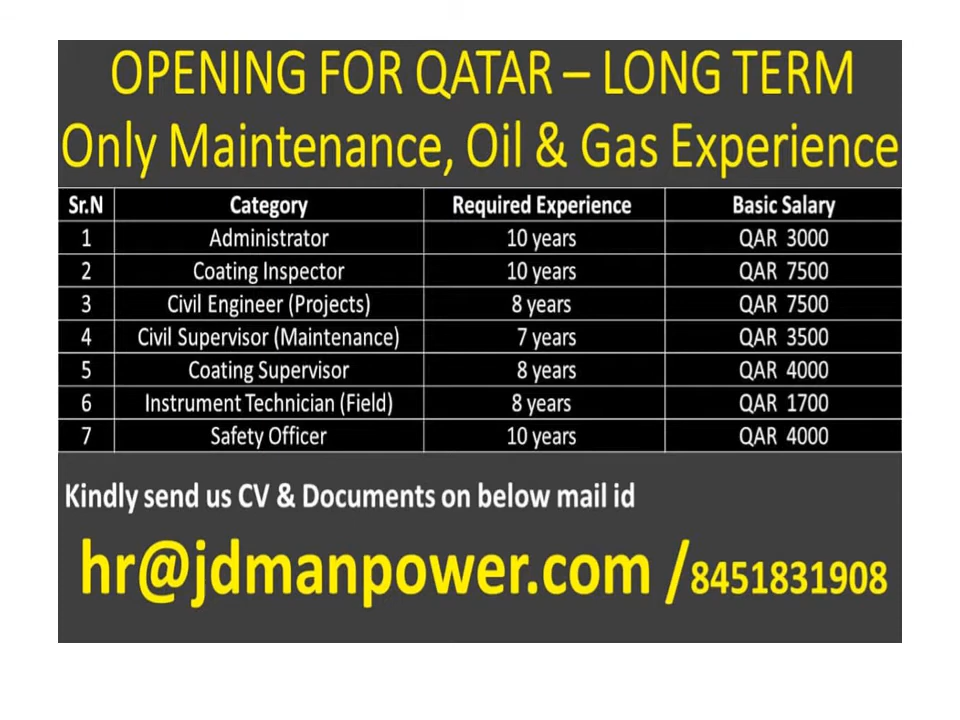 OPENING FOR QATAR – LONG TERM
Only Maintenance, Oil & Gas Experience
Sr.N Category Required Experience Basic Salary
1 Administrator 10 years QAR 3000
2 Coating Inspector 10 years QAR 7500
3 Civil Engineer (Projects) 8 years QAR 7500
4 Civil Supervisor (Maintenance) 7 years QAR 3500
5 Coating Supervisor 8 years QAR 4000
6 Instrument Technician (Field) 8 years QAR 1700
7 Safety Officer 10 years QAR 4000
Kindly send us CV & Documents on below mail id
hr@jdmanpower.com /8451831908